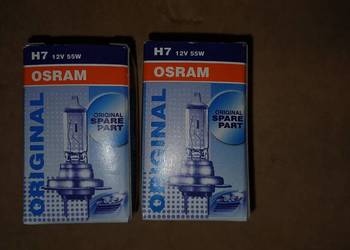 H7 12V 55W
OSRAM
ORIGINAL
ORIGINAL
SPARE
PART
H7 12V 55W
OSRAM
ORIGINAL
ORIGINAL
SPARE
PART